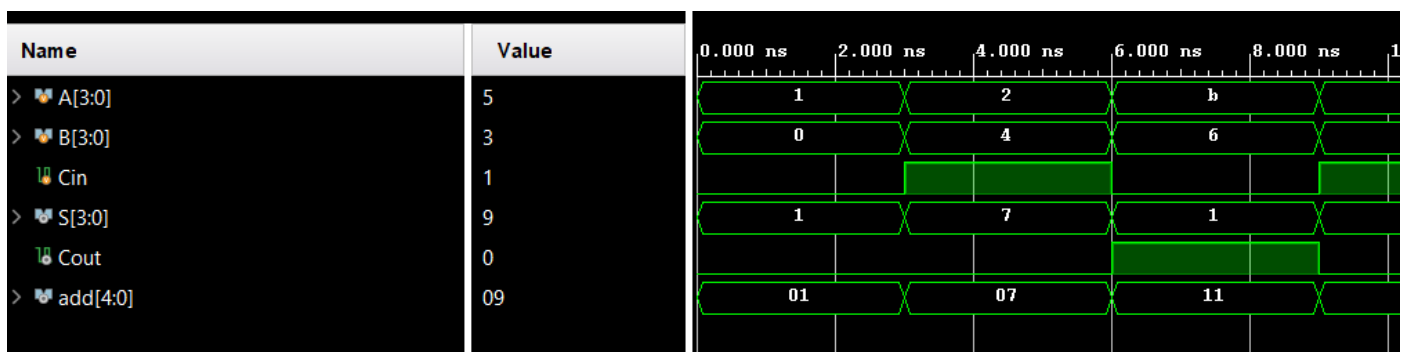 Name Value 0.000 ns 2.000 ns 4.000 ns 6.000 ns 8.000 ns 1
> A[3:0] 5 1 2 b
> B[3:0] 3 0 4 6
Cin 1
> S[3:0] 9 1 7 1
Cout 0
> add[4:0] 09 01 07 11